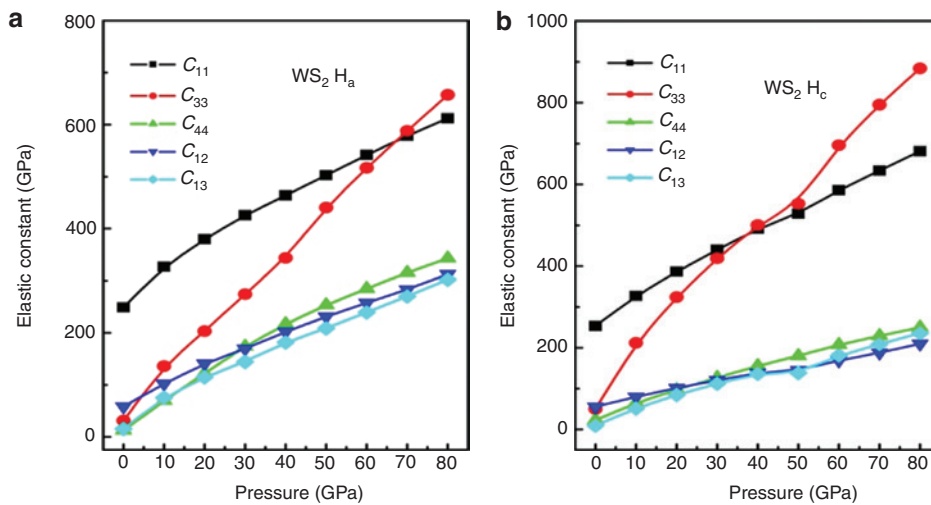 a
800
600
400
200
0
Elastic constant (GPa)
C11
C33
C44
C12
C13
WS2 Ha
0 10 20 30 40 50 60 70 80
Pressure (GPa)
b
1000
800
600
400
200
0
Elastic constant (GPa)
C11
C33
C44
C12
C13
WS2 Hc
0 10 20 30 40 50 60 70 80
Pressure (GPa)